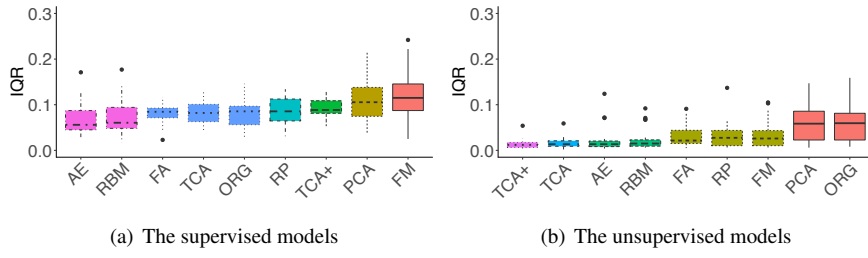 0.3
0.2
0.1
0.0
IQR
AE
RBM
FA
TCA
ORG
RP
TCA+
PCA
FM
(a) The supervised models
0.3
0.2
0.1
0.0
IQR
TCA+
TCA
AE
RBM
FA
RP
FM
PCA
ORG
(b) The unsupervised models